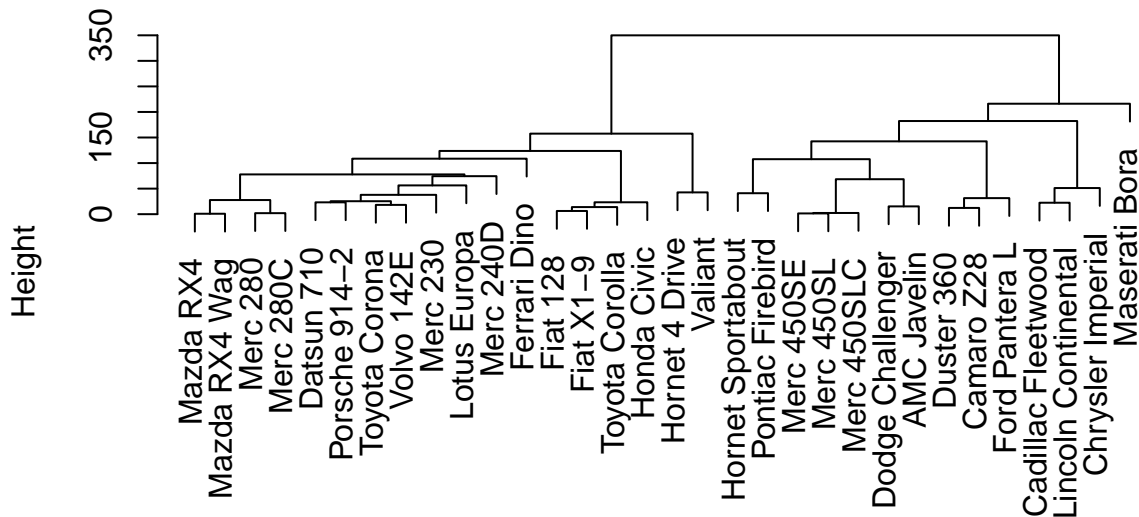 Height
350
150
0
Mazda RX4
Mazda RX4 Wag
Merc 280
Merc 280C
Datsun 710
Porsche 914−2
Toyota Corona
Volvo 142E
Merc 230
Lotus Europa
Merc 240D
Ferrari Dino
Fiat 128
Fiat X1−9
Toyota Corolla
Honda Civic
Hornet 4 Drive
Valiant
Hornet Sportabout
Pontiac Firebird
Merc 450SE
Merc 450SL
Merc 450SLC
Dodge Challenger
AMC Javelin
Duster 360
Camaro Z28
Ford Pantera L
Cadillac Fleetwood
Lincoln Continental
Chrysler Imperial
Maserati Bora